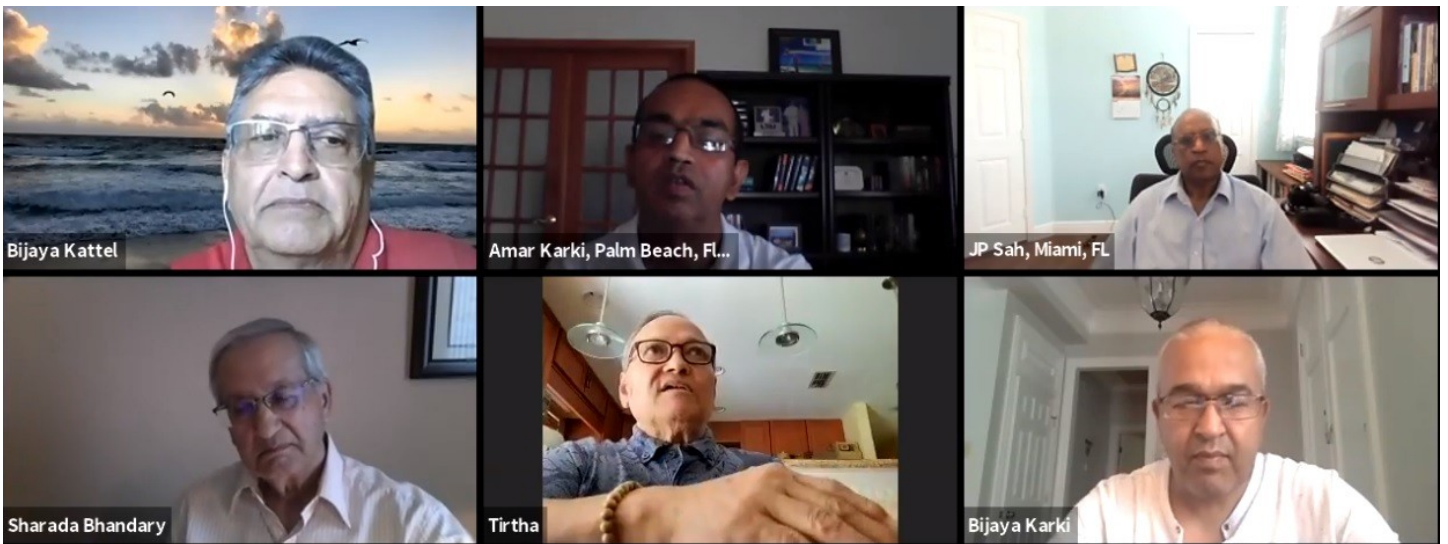 Bijaya Kattel
Amar Karki, Palm Beach, Fl...
JP Sah, Miami, FL
Sharada Bhandary
Tirtha
Bijaya Karki